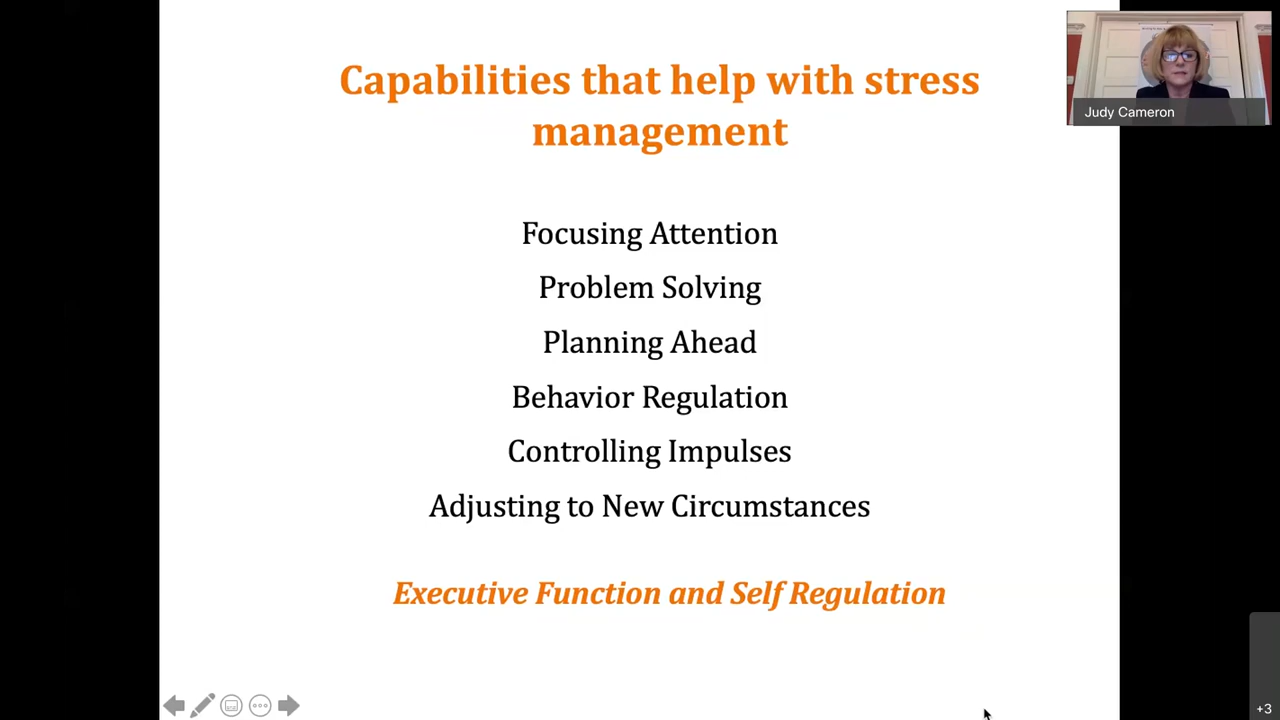 Capabilities that help with stress
management
Focusing Attention
Problem Solving
Planning Ahead
Behavior Regulation
Controlling Impulses
Adjusting to New Circumstances
Executive Function and Self Regulation
Judy Cameron
+3